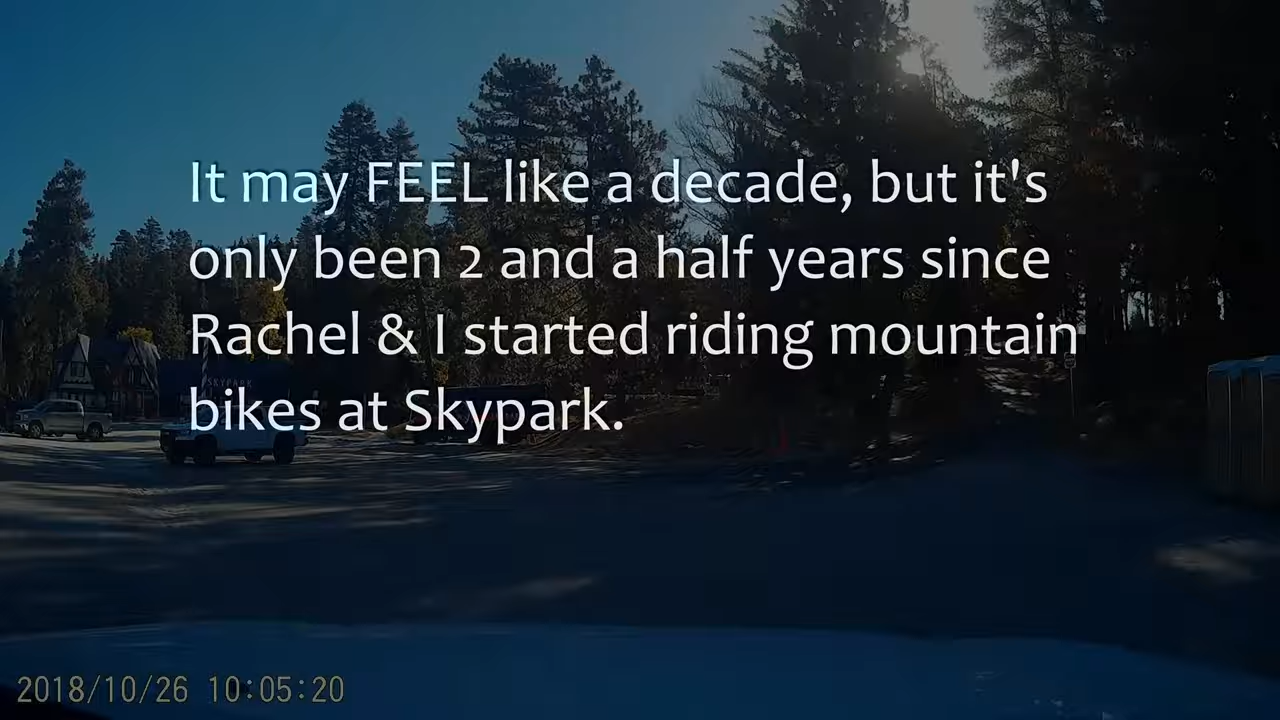 It may FEEL like a decade, but it's
only been 2 and a half years since
Rachel & I started riding mountain
SKYPARK
bikes at Skypark.
2018/10/26 10:05:20